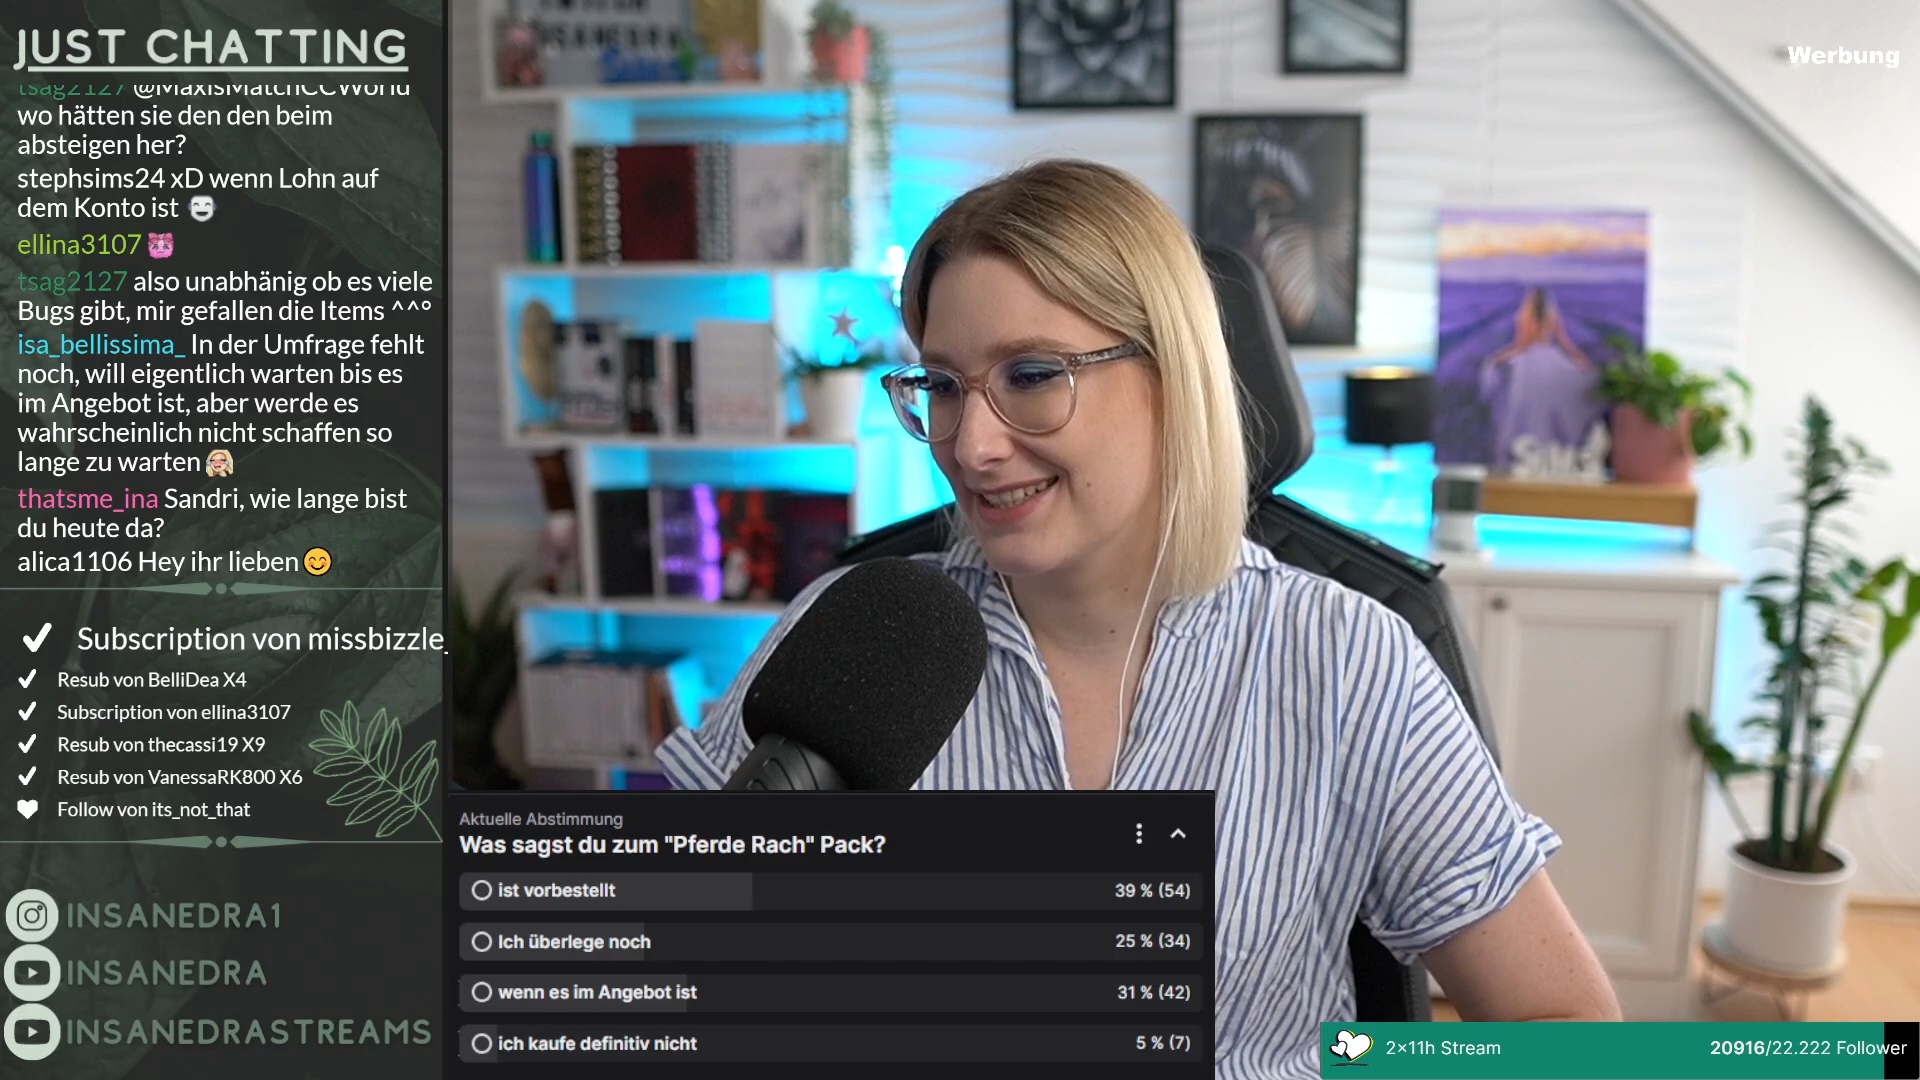 JUST CHATTING
tsag2127 @MaxisMatchCCWorld
wo hätten sie den den beim
absteigen her?
stephsims24 xD wenn Lohn auf
dem Konto ist
ellina3107
tsag2127 also unabhänig ob es viele
Bugs gibt, mir gefallen die Items ^^°
isa_bellissima_ In der Umfrage fehlt
noch, will eigentlich warten bis es
im Angebot ist, aber werde es
wahrscheinlich nicht schaffen so
lange zu warten
thatsme_ina Sandri, wie lange bist
du heute da?
alica1106 Hey ihr lieben
Subscription von missbizzle_
Resub von BelliDea X4
Subscription von ellina3107
Resub von thecassi19 X9
Resub von VanessaRK800 X6
Follow von its_not_that
INSANEDRA1
INSANEDRA
INSANEDRASTREAMS
Werbung
Aktuelle Abstimmung
Was sagst du zum "Pferde Rach" Pack?
ist vorbestellt 39 % (54)
Ich überlege noch 25 % (34)
wenn es im Angebot ist 31 % (42)
ich kaufe definitiv nicht 5 % (7)
2×11h Stream 20916/22.222 Follower